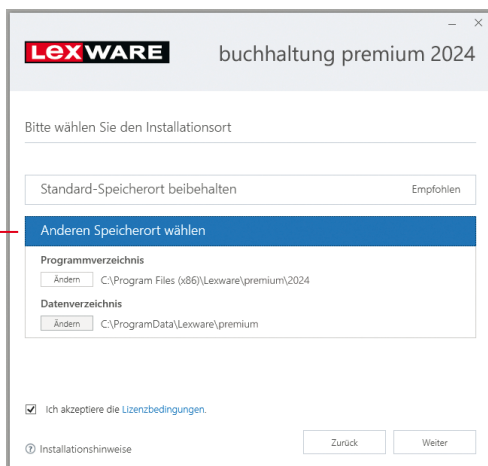 LEXWARE
buchhaltung premium 2024
Bitte wählen Sie den Installationsort
Standard-Speicherort beibehalten Empfohlen
Anderen Speicherort wählen
Programmverzeichnis
Ändern C:\Program Files (x86)\Lexware\premium\2024
Datenverzeichnis
Ändern C:\ProgramData\Lexware\premium
Ich akzeptiere die Lizenzbedingungen.
Installationshinweise Zurück Weiter